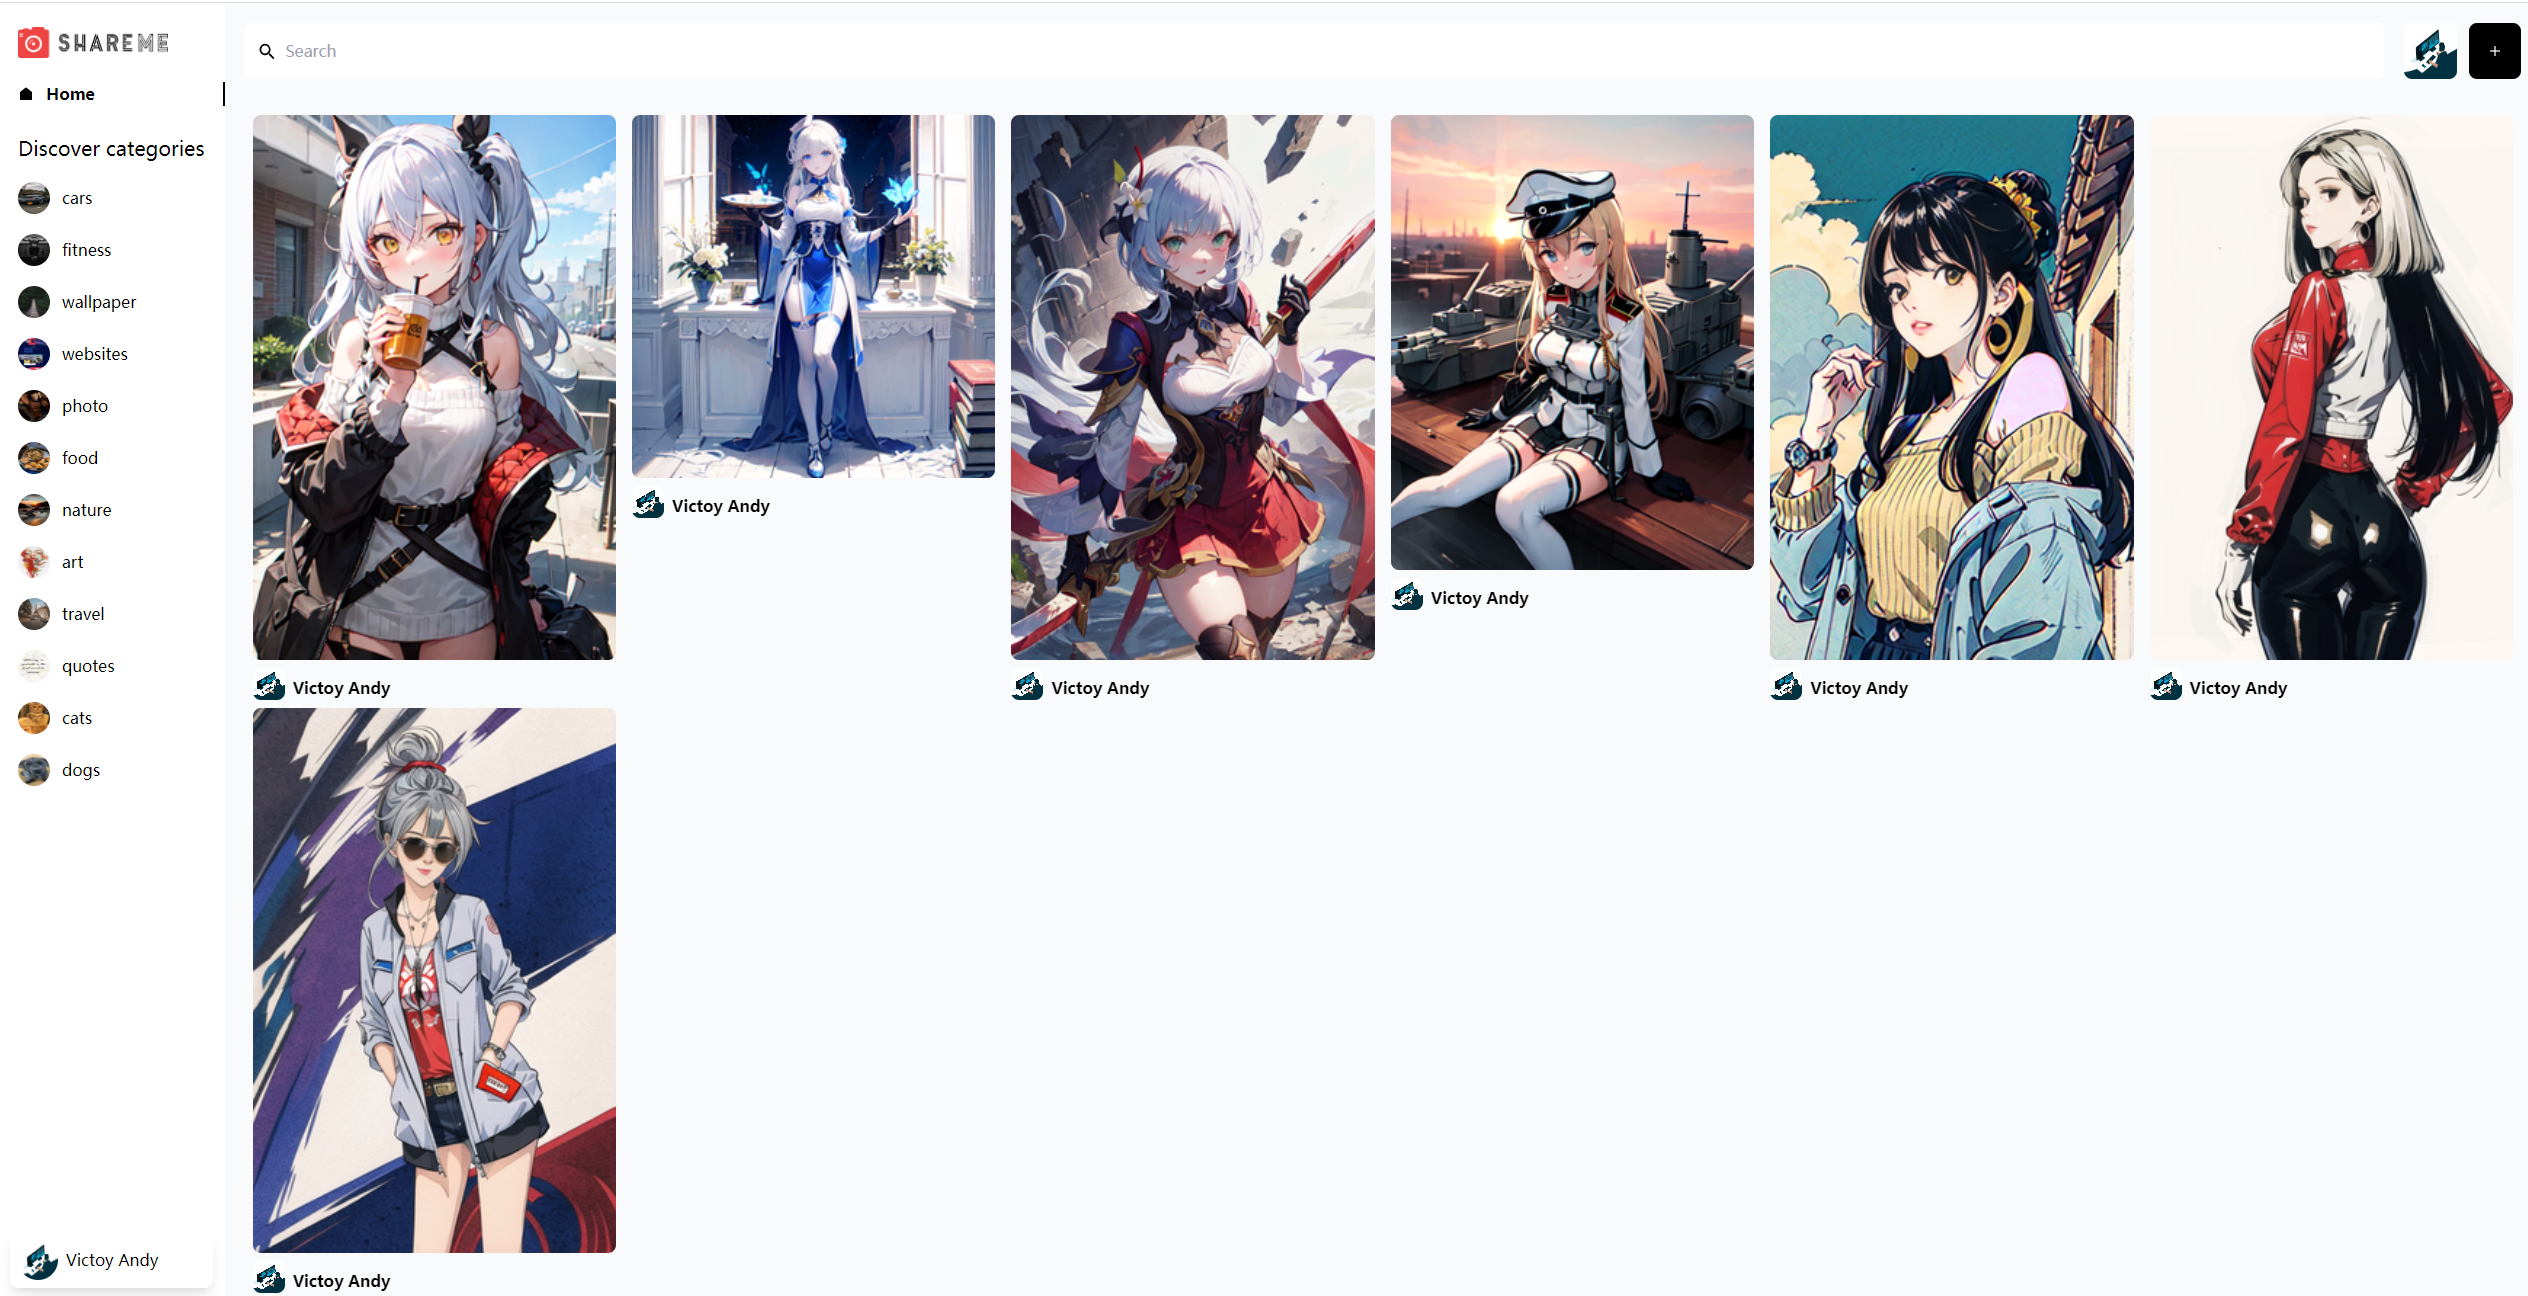 SHAREME
Search
+
Home
Discover categories
cars
fitness
wallpaper
websites
photo
food
nature
art
travel
quotes
cats
dogs
Victoy Andy
Victoy Andy
Victoy Andy
Victoy Andy
Victoy Andy
Victoy Andy
Victoy Andy
Victoy Andy